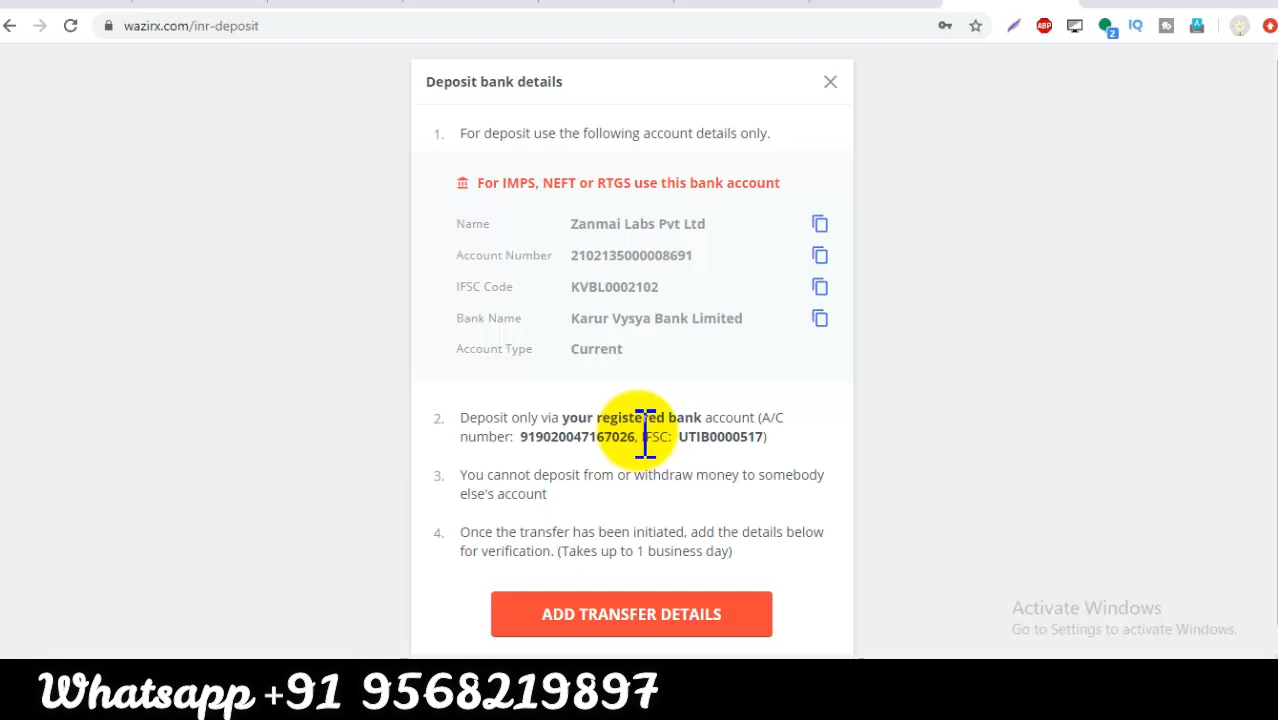 wazirx.com/inr-deposit
Deposit bank details
1. For deposit use the following account details only.
For IMPS, NEFT or RTGS use this bank account
Name Zanmai Labs Pvt Ltd
Account Number 2102135000008691
IFSC Code KVBL0002102
Bank Name Karur Vysya Bank Limited
Account Type Current
2. Deposit only via your registered bank account (A/C
number: 919020047167026, IFSC: UTIB0000517)
3. You cannot deposit from or withdraw money to somebody
else's account
4. Once the transfer has been initiated, add the details below
for verification. (Takes up to 1 business day)
ADD TRANSFER DETAILS
Activate Windows
Go to Settings to activate Windows.
Whatsapp +91 9568219897
ABP
2
IQ